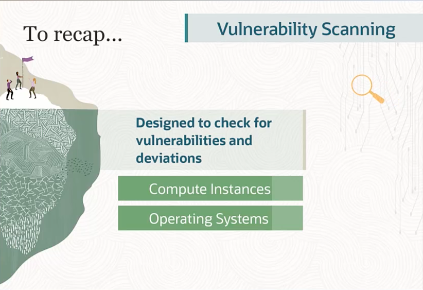 To recap...
Vulnerability Scanning
Designed to check for
vulnerabilities and
deviations
Compute Instances
Operating Systems